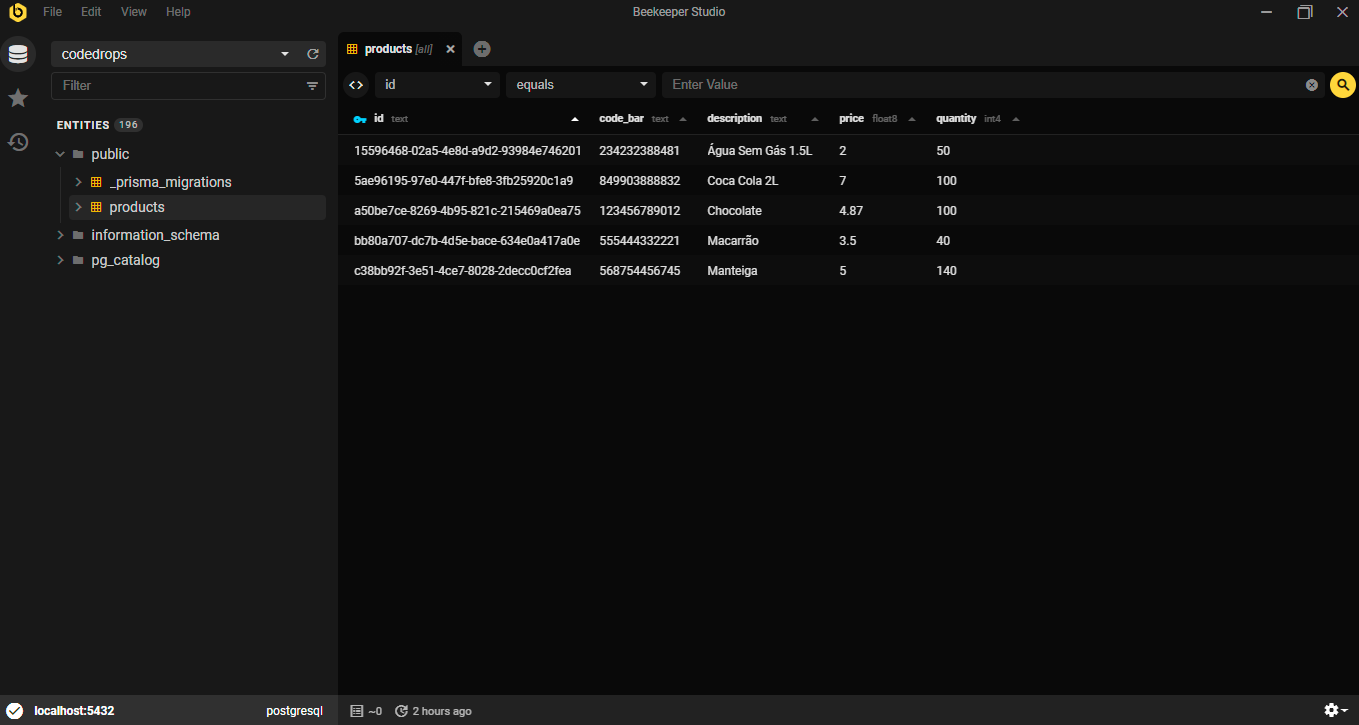 File Edit View Help
Beekeeper Studio
codedrops
Filter
ENTITIES 196
public
_prisma_migrations
products
information_schema
pg_catalog
products [all]
id equals Enter Value
id text code_bar text description text price float8 quantity int4
15596468-02a5-4e8d-a9d2-93984e746201 234232388481 Água Sem Gás 1.5L 2 50
5ae96195-97e0-447f-bfe8-3fb25920c1a9 849903888832 Coca Cola 2L 7 100
a50be7ce-8269-4b95-821c-215469a0ea75 123456789012 Chocolate 4.87 100
bb80a707-dc7b-4d5e-bace-634e0a417a0e 555444332221 Macarrão 3.5 40
c38bb92f-3e51-4ce7-8028-2decc0cf2fea 568754456745 Manteiga 5 140
localhost:5432 postgresql ~0 2 hours ago